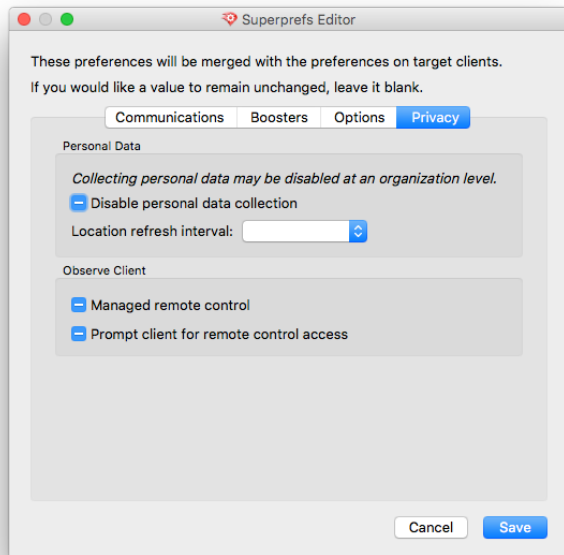 Superprefs Editor
These preferences will be merged with the preferences on target clients.
If you would like a value to remain unchanged, leave it blank.
Communications Boosters Options Privacy
Personal Data
Collecting personal data may be disabled at an organization level.
Disable personal data collection
Location refresh interval:
Observe Client
Managed remote control
Prompt client for remote control access
Cancel Save